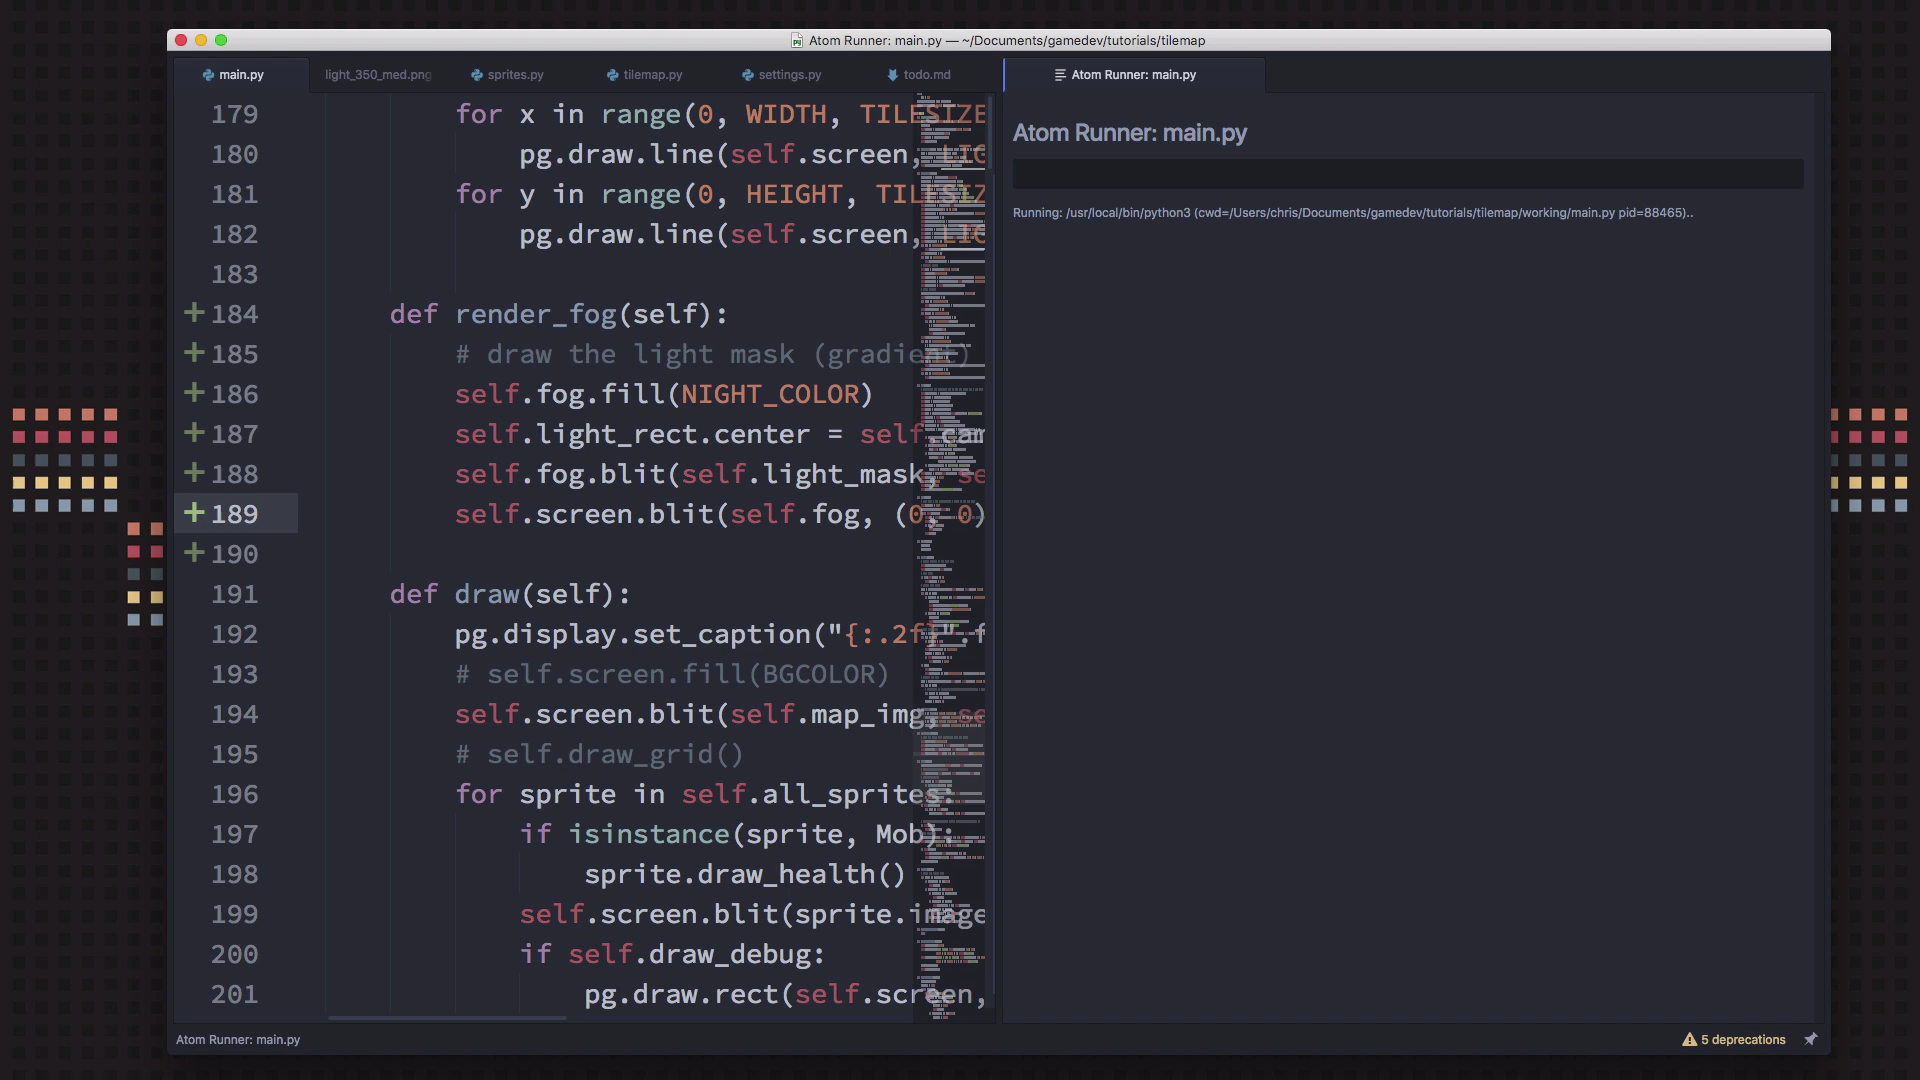 Atom Runner: main.py — ~/Documents/gamedev/tutorials/tilemap
main.py
light_350_med.png
sprites.py
tilemap.py
settings.py
todo.md
Atom Runner: main.py
179 for x in range(0, WIDTH, TILESIZE
180 pg.draw.line(self.screen, LIG
181 for y in range(0, HEIGHT, TILESIZ
182 pg.draw.line(self.screen, LIG
183
+ 184 def render_fog(self):
+ 185 # draw the light mask (gradient)
+ 186 self.fog.fill(NIGHT_COLOR)
+ 187 self.light_rect.center = self.cam
+ 188 self.fog.blit(self.light_mask, se
+ 189 self.screen.blit(self.fog, (0, 0)
+ 190
191 def draw(self):
192 pg.display.set_caption("{:.2f}".f
193 # self.screen.fill(BGCOLOR)
194 self.screen.blit(self.map_img, se
195 # self.draw_grid()
196 for sprite in self.all_sprites:
197 if isinstance(sprite, Mob):
198 sprite.draw_health()
199 self.screen.blit(sprite.image
200 if self.draw_debug:
201 pg.draw.rect(self.screen,
Atom Runner: main.py
Running: /usr/local/bin/python3 (cwd=/Users/chris/Documents/gamedev/tutorials/tilemap/working/main.py pid=88465)..
Atom Runner: main.py
5 deprecations